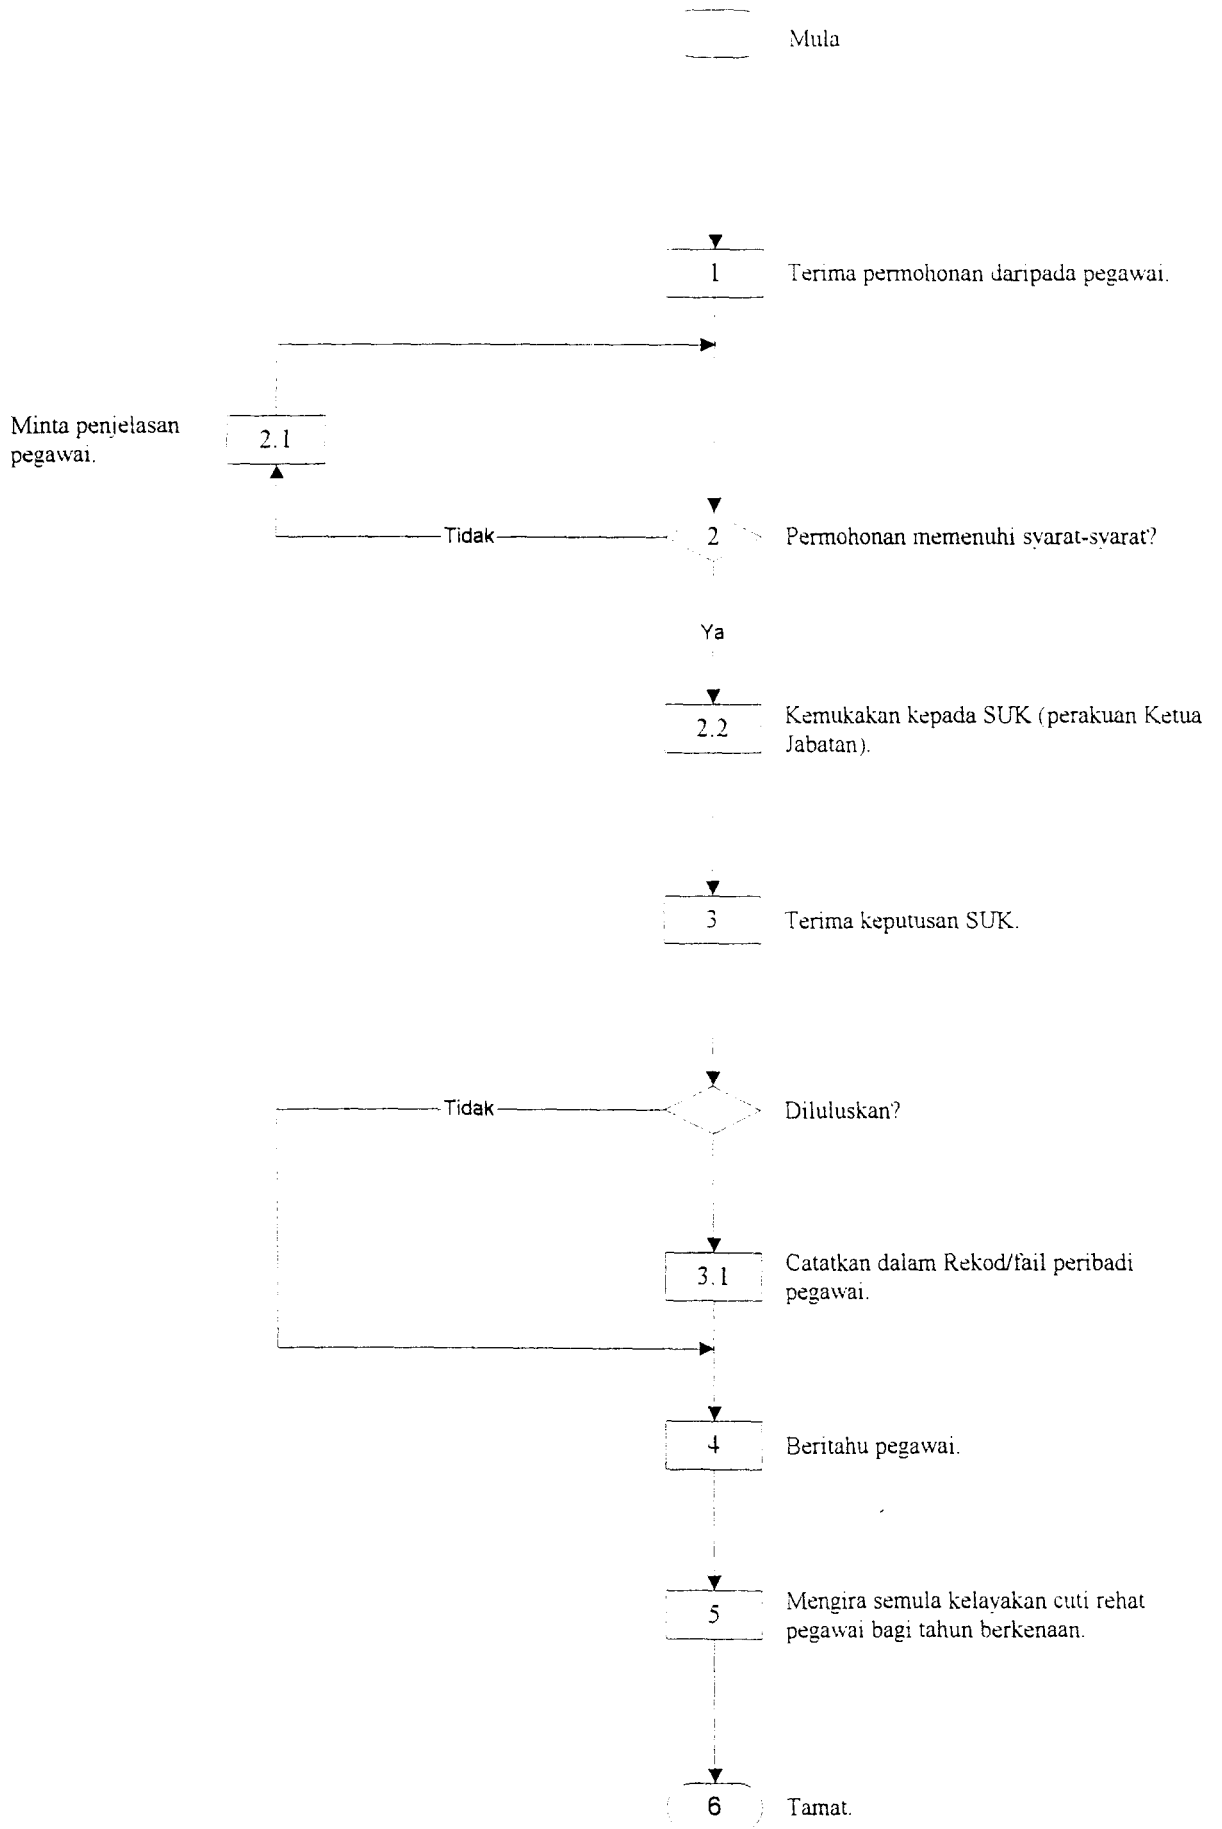 Mula
1
Terima permohonan daripada pegawai.
Minta penjelasan
pegawai.
2.1
Tidak
2
Permohonan memenuhi syarat-syarat?
Ya
2.2
Kemukakan kepada SUK (perakuan Ketua
Jabatan).
3
Terima keputusan SUK.
Tidak
Diluluskan?
3.1
Catatkan dalam Rekod/fail peribadi
pegawai.
4
Beritahu pegawai.
5
Mengira semula kelayakan cuti rehat
pegawai bagi tahun berkenaan.
6
Tamat.